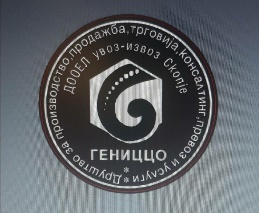 Друштво за производство,продажба,трговија,консалтинг,превоз и услуги
ГЕНИЦЦО
ДООЕЛ увоз-извоз Скопје